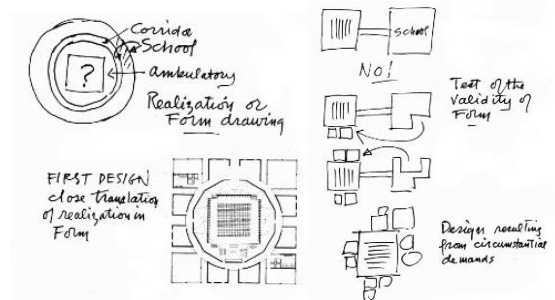 Corridor
School
ambulatory
?
Realization or
Form drawing
FIRST DESIGN
close translation
of realization in
Form
School
NO!
Test of the
validity of
Form
Design resulting
from circumstantial
demands